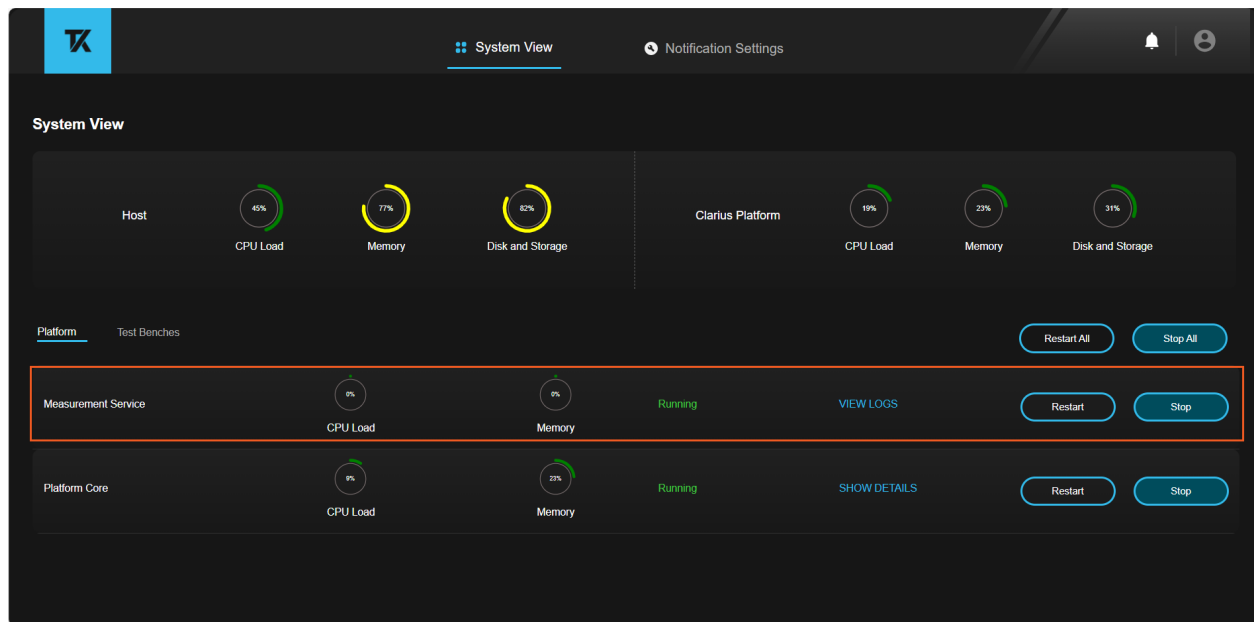 TK
System View
Notification Settings
System View
Host
45%
CPU Load
77%
Memory
82%
Disk and Storage
Clarius Platform
19%
CPU Load
23%
Memory
31%
Disk and Storage
Platform
Test Benches
Restart All
Stop All
Measurement Service
0%
CPU Load
0%
Memory
Running
VIEW LOGS
Restart
Stop
Platform Core
9%
CPU Load
23%
Memory
Running
SHOW DETAILS
Restart
Stop